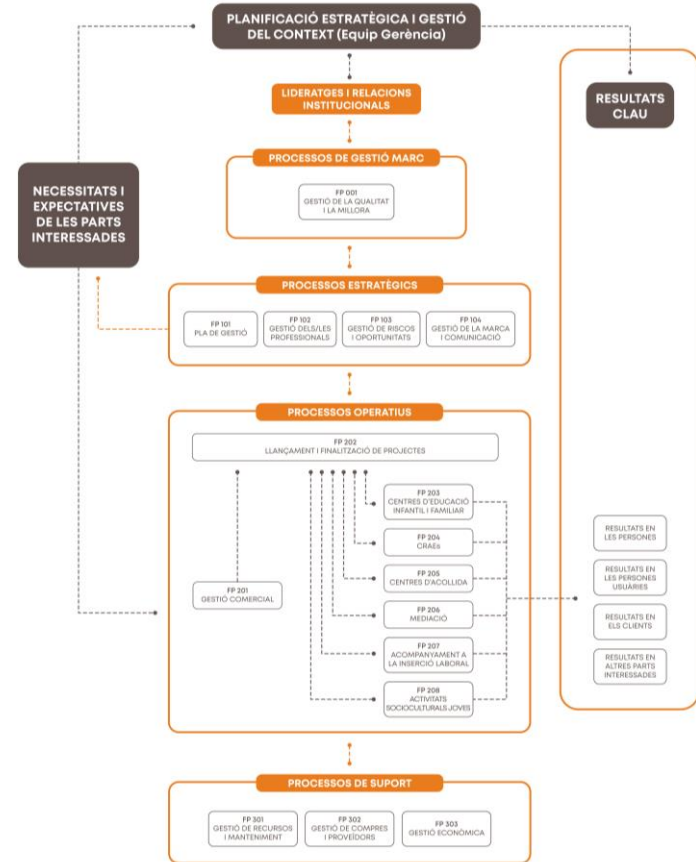 PLANIFICACIÓ ESTRATÈGICA I GESTIÓ
DEL CONTEXT (Equip Gerència)
LIDERATGES I RELACIONS
INSTITUCIONALS
RESULTATS
CLAU
NECESSITATS I
EXPECTATIVES
DE LES PARTS
INTERESSADES
PROCESSOS DE GESTIÓ MARC
FP 001
GESTIÓ DE LA QUALITAT
I LA MILLORA
PROCESSOS ESTRATÈGICS
FP 101
PLA DE GESTIÓ
FP 102
GESTIÓ DELS/LES
PROFESSIONALS
FP 103
GESTIÓ DE RISCOS
I OPORTUNITATS
FP 104
GESTIÓ DE LA MARCA
I COMUNICACIÓ
PROCESSOS OPERATIUS
FP 202
LLANÇAMENT I FINALITZACIÓ DE PROJECTES
FP 201
GESTIÓ COMERCIAL
FP 203
CENTRES D'EDUCACIÓ
INFANTIL I FAMILIAR
FP 204
CRAEs
FP 205
CENTRES D'ACOLLIDA
FP 206
MEDIACIÓ
FP 207
ACOMPANYAMENT A
LA INSERCIÓ LABORAL
FP 208
ACTIVITATS
SOCIOCULTURALS JOVES
RESULTATS EN
LES PERSONES
RESULTATS EN
LES PERSONES
USUÀRIES
RESULTATS EN
ELS CLIENTS
RESULTATS EN
ALTRES PARTS
INTERESSADES
PROCESSOS DE SUPORT
FP 301
GESTIÓ DE RECURSOS
I MANTENIMENT
FP 302
GESTIÓ DE COMPRES
I PROVEÏDORS
FP 303
GESTIÓ ECONÒMICA